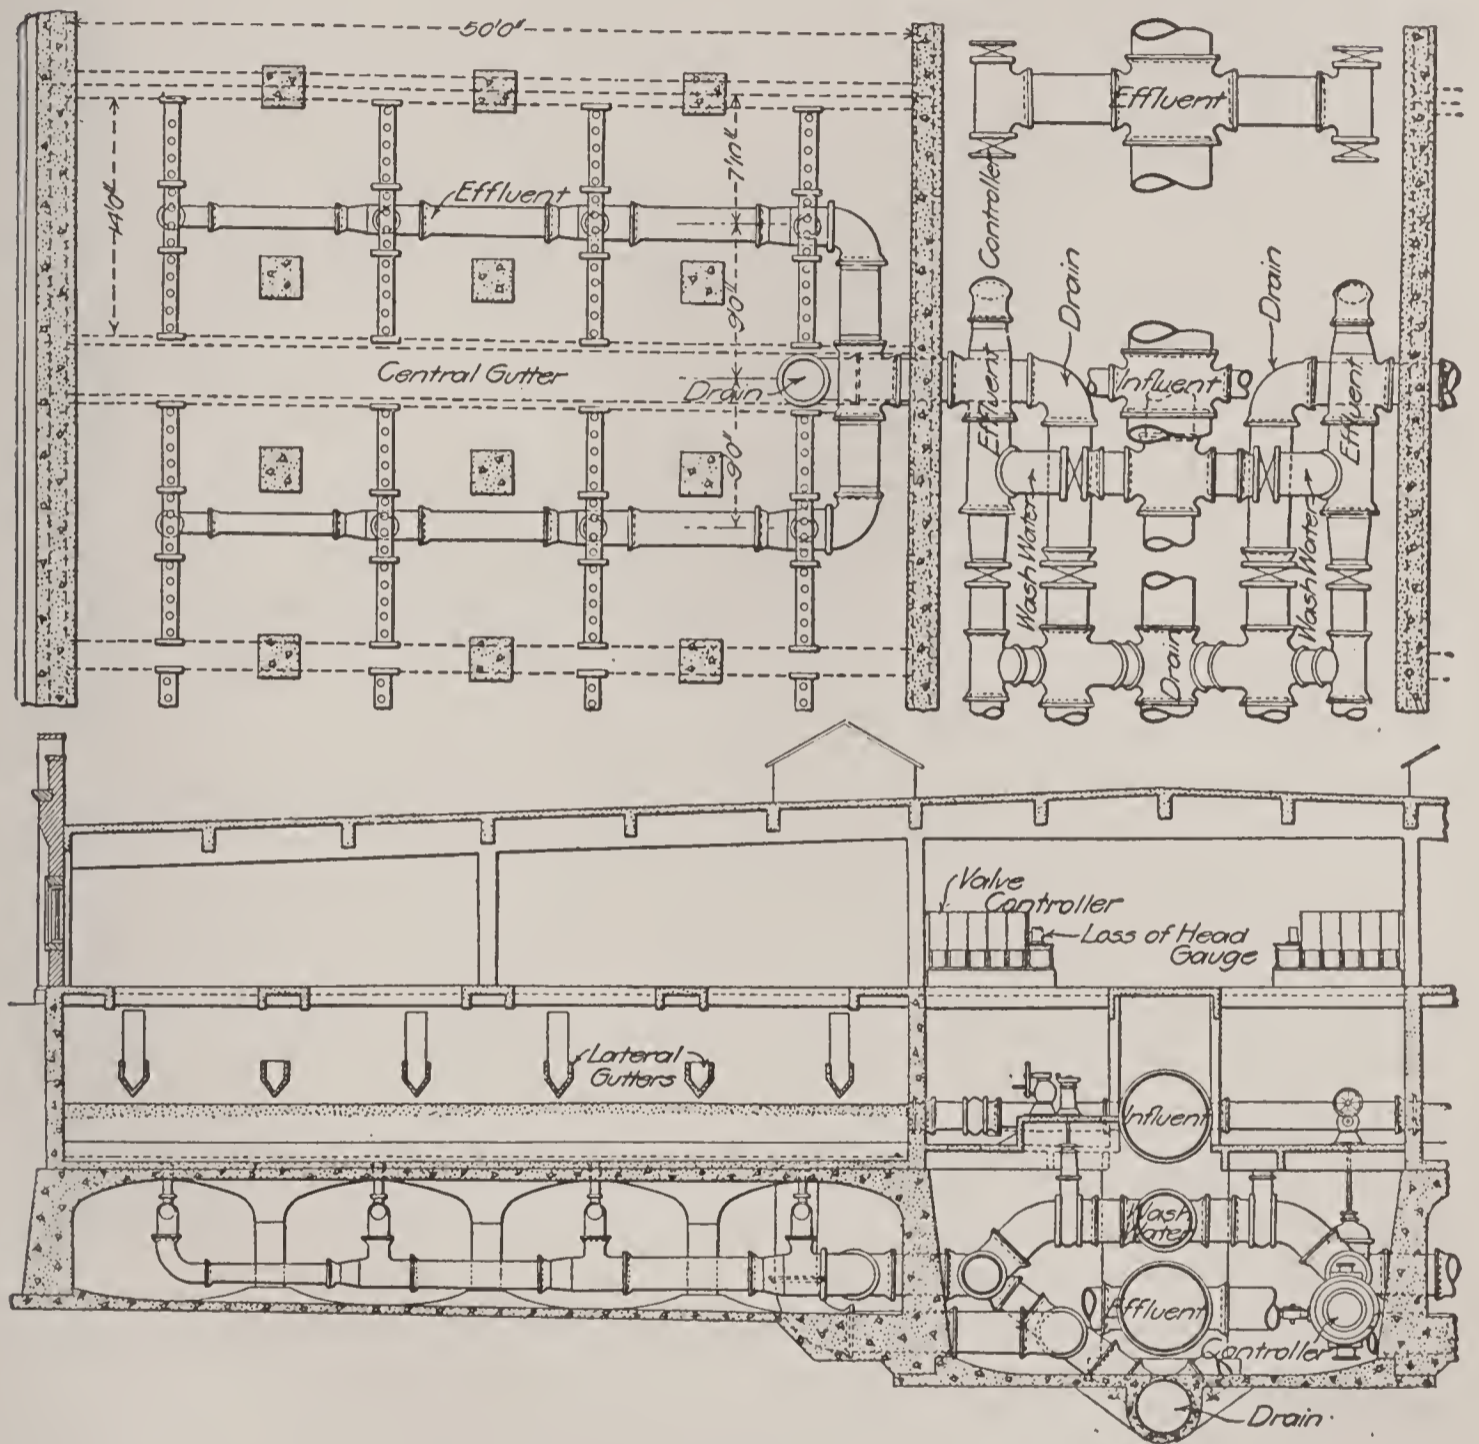 50'0"
Effluent
Effluent
7'10"
14'0"
Controller
Drain
Drain
9'0"
Central Gutter
Drain
Effluent
Influent
Effluent
9'0"
Wash Water
Wash Water
Drain
Valve
Controller
Loss of Head
Gauge
Lateral
Gutters
Influent
Wash
Water
Effluent
Controller
Drain